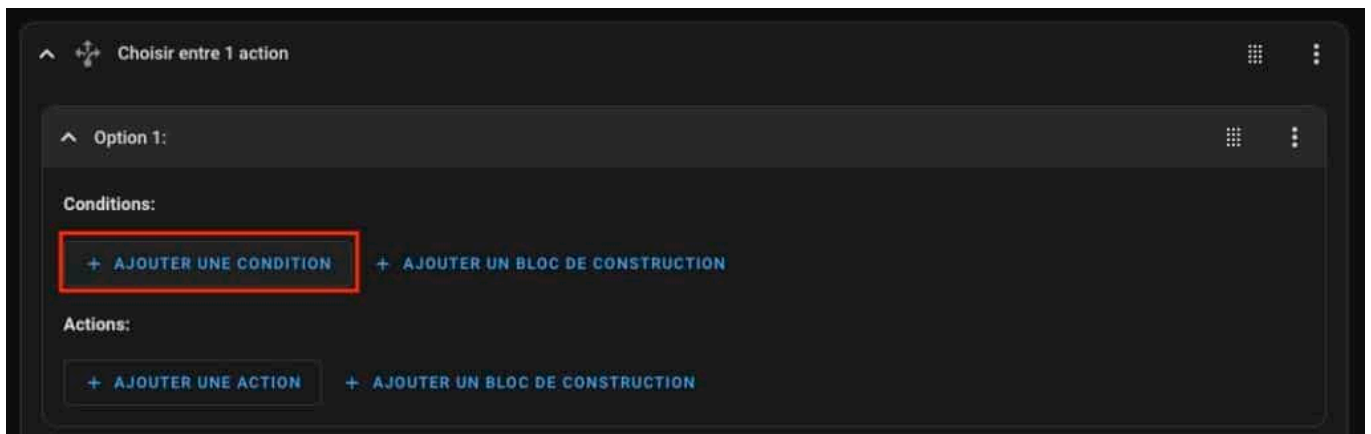 Choisir entre 1 action
Option 1:
Conditions:
+ AJOUTER UNE CONDITION + AJOUTER UN BLOC DE CONSTRUCTION
Actions:
+ AJOUTER UNE ACTION + AJOUTER UN BLOC DE CONSTRUCTION